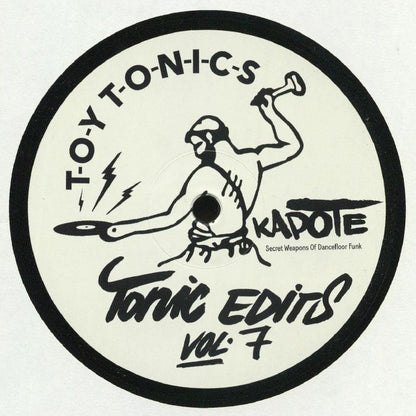 T-O-Y T-O-N-I-C-S
KAPOTE
Secret Weapons Of Dancefloor Funk
Tonic EDITS
VOL. 7